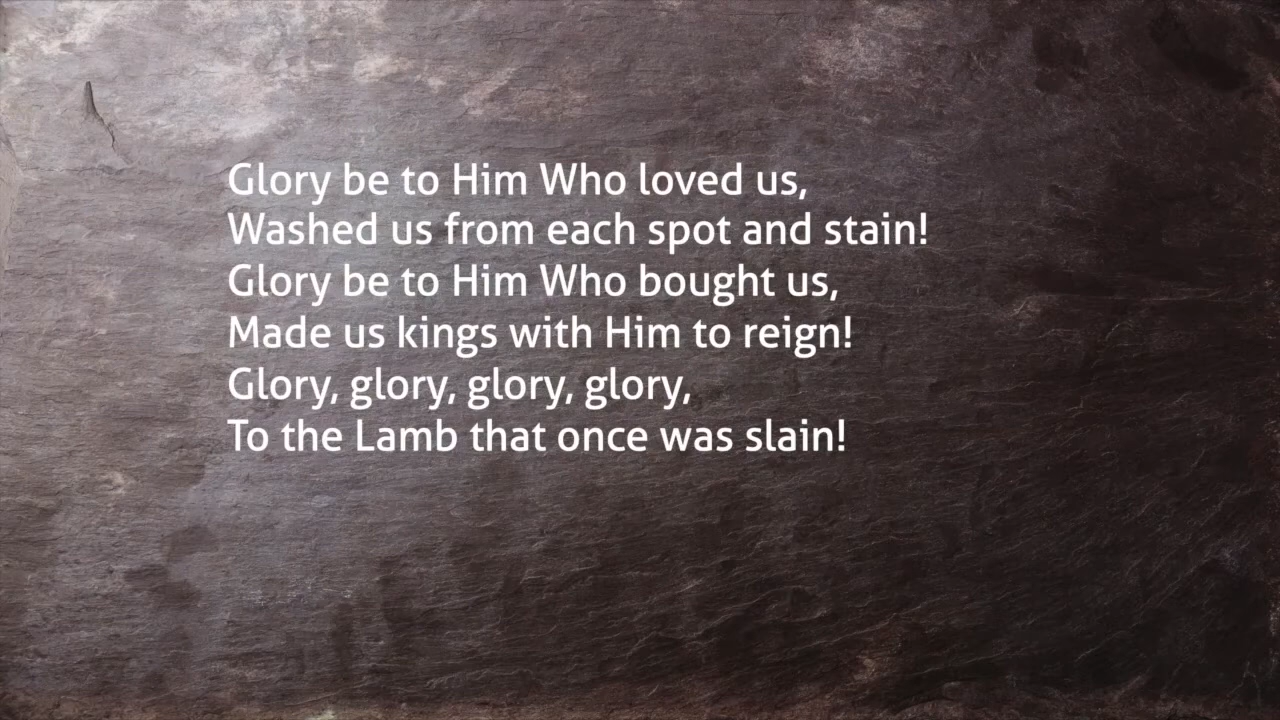 Glory be to Him Who loved us,
Washed us from each spot and stain!
Glory be to Him Who bought us,
Made us kings with Him to reign!
Glory, glory, glory, glory,
To the Lamb that once was slain!